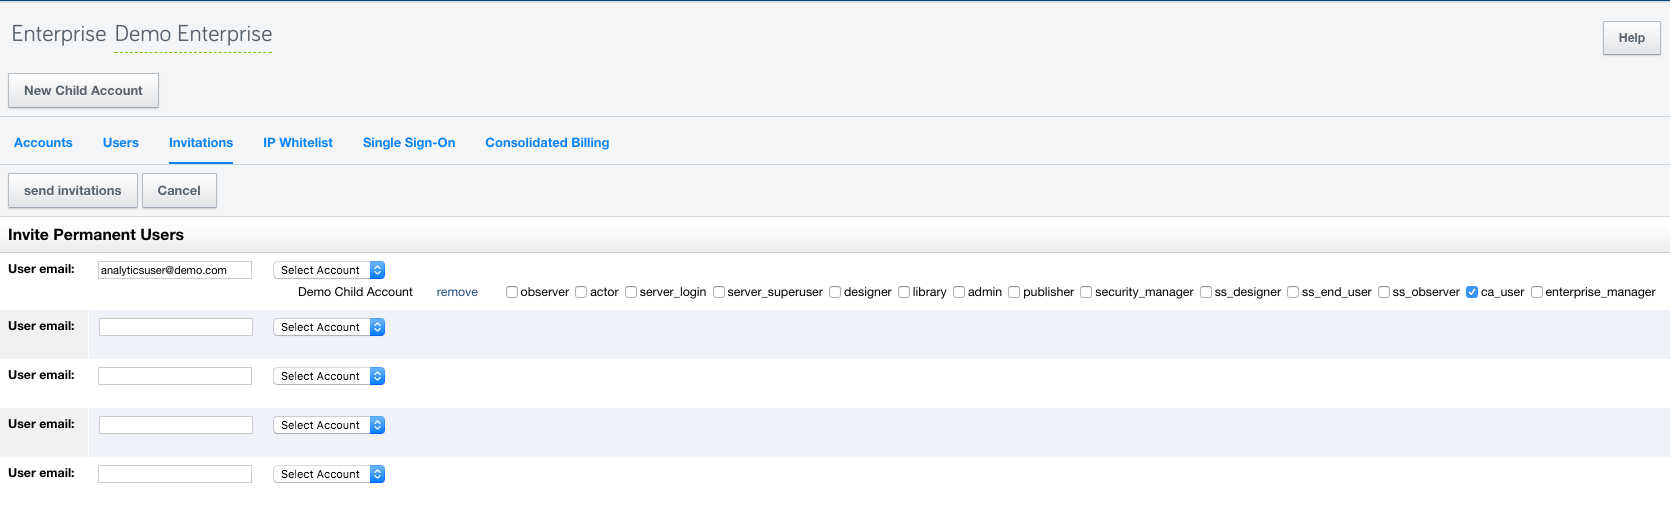 Enterprise Demo Enterprise
Help
New Child Account
Accounts Users Invitations IP Whitelist Single Sign-On Consolidated Billing
send invitations Cancel
Invite Permanent Users
User email: analyticsuser@demo.com Select Account
Demo Child Account remove observer actor server_login server_superuser designer library admin publisher security_manager ss_designer ss_end_user ss_observer ca_user enterprise_manager
User email: Select Account
User email: Select Account
User email: Select Account
User email: Select Account